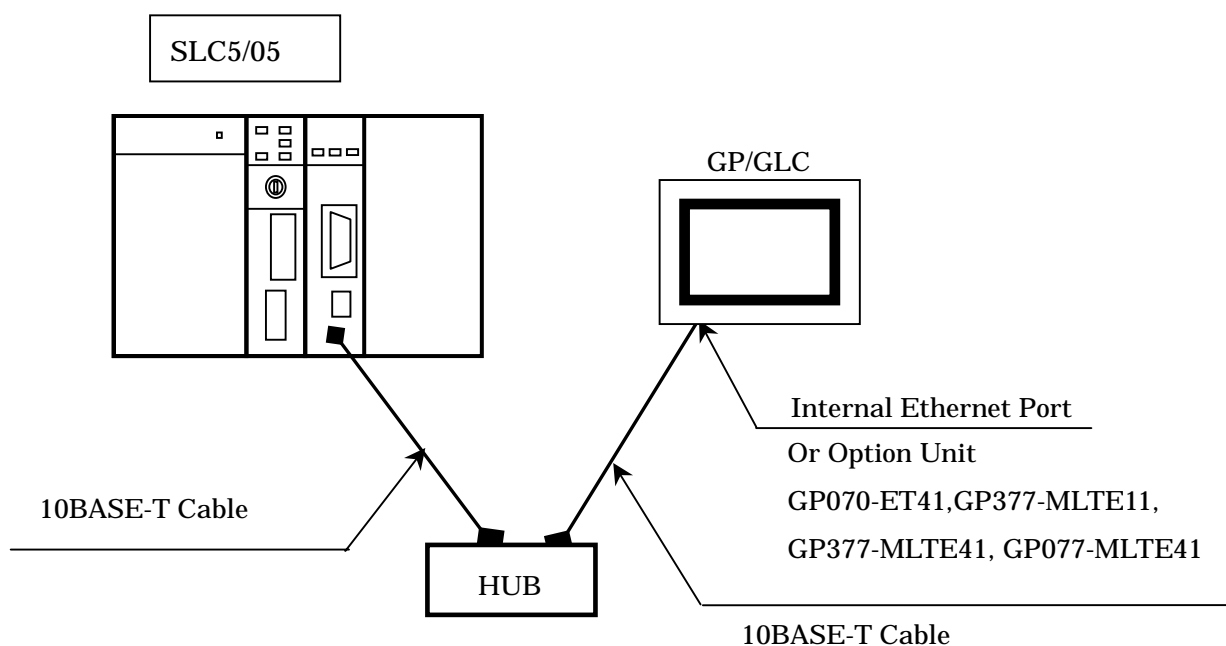 SLC5/05
GP/GLC
Internal Ethernet Port
Or Option Unit
GP070-ET41,GP377-MLTE11,
GP377-MLTE41, GP077-MLTE41
10BASE-T Cable
HUB
10BASE-T Cable